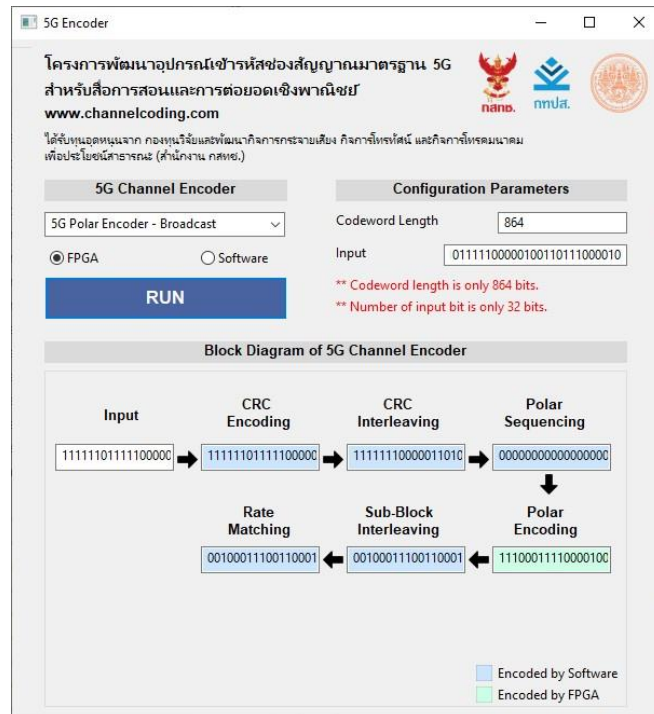 5G Encoder
โครงการพัฒนาอุปกรณ์เข้ารหัสช่องสัญญาณมาตรฐาน 5G
สำหรับสื่อการสอนและการต่อยอดเชิงพาณิชย์
www.channelcoding.com
ได้รับทุนอุดหนุนจาก กองทุนวิจัยและพัฒนากิจการกระจายเสียง กิจการโทรทัศน์ และกิจการโทรคมนาคม
เพื่อประโยชน์สาธารณะ (สำนักงาน กสทช.)
กสทช.
กทปส.
5G Channel Encoder
Configuration Parameters
5G Polar Encoder - Broadcast
Codeword Length
864
FPGA
Software
Input
01111100000100110111000010
RUN
** Codeword length is only 864 bits.
** Number of input bit is only 32 bits.
Block Diagram of 5G Channel Encoder
Input
CRC
Encoding
CRC
Interleaving
Polar
Sequencing
11111101111100000
11111101111100000
11111110000011010
00000000000000000
Rate
Matching
Sub-Block
Interleaving
Polar
Encoding
00100011100110001
00100011100110001
11100011110000100
Encoded by Software
Encoded by FPGA